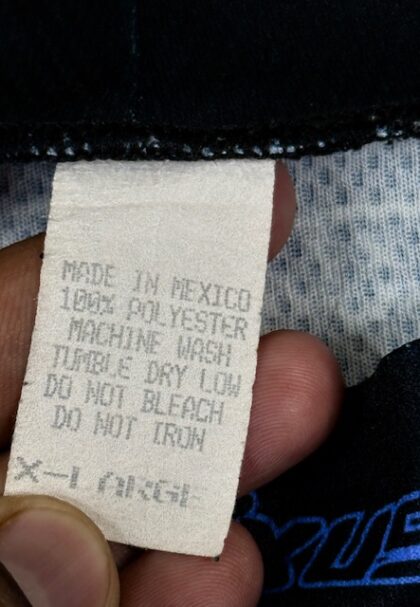 MADE IN MEXICO
100% POLYESTER
MACHINE WASH
TUMBLE DRY LOW
DO NOT BLEACH
DO NOT IRON
X-LARGE